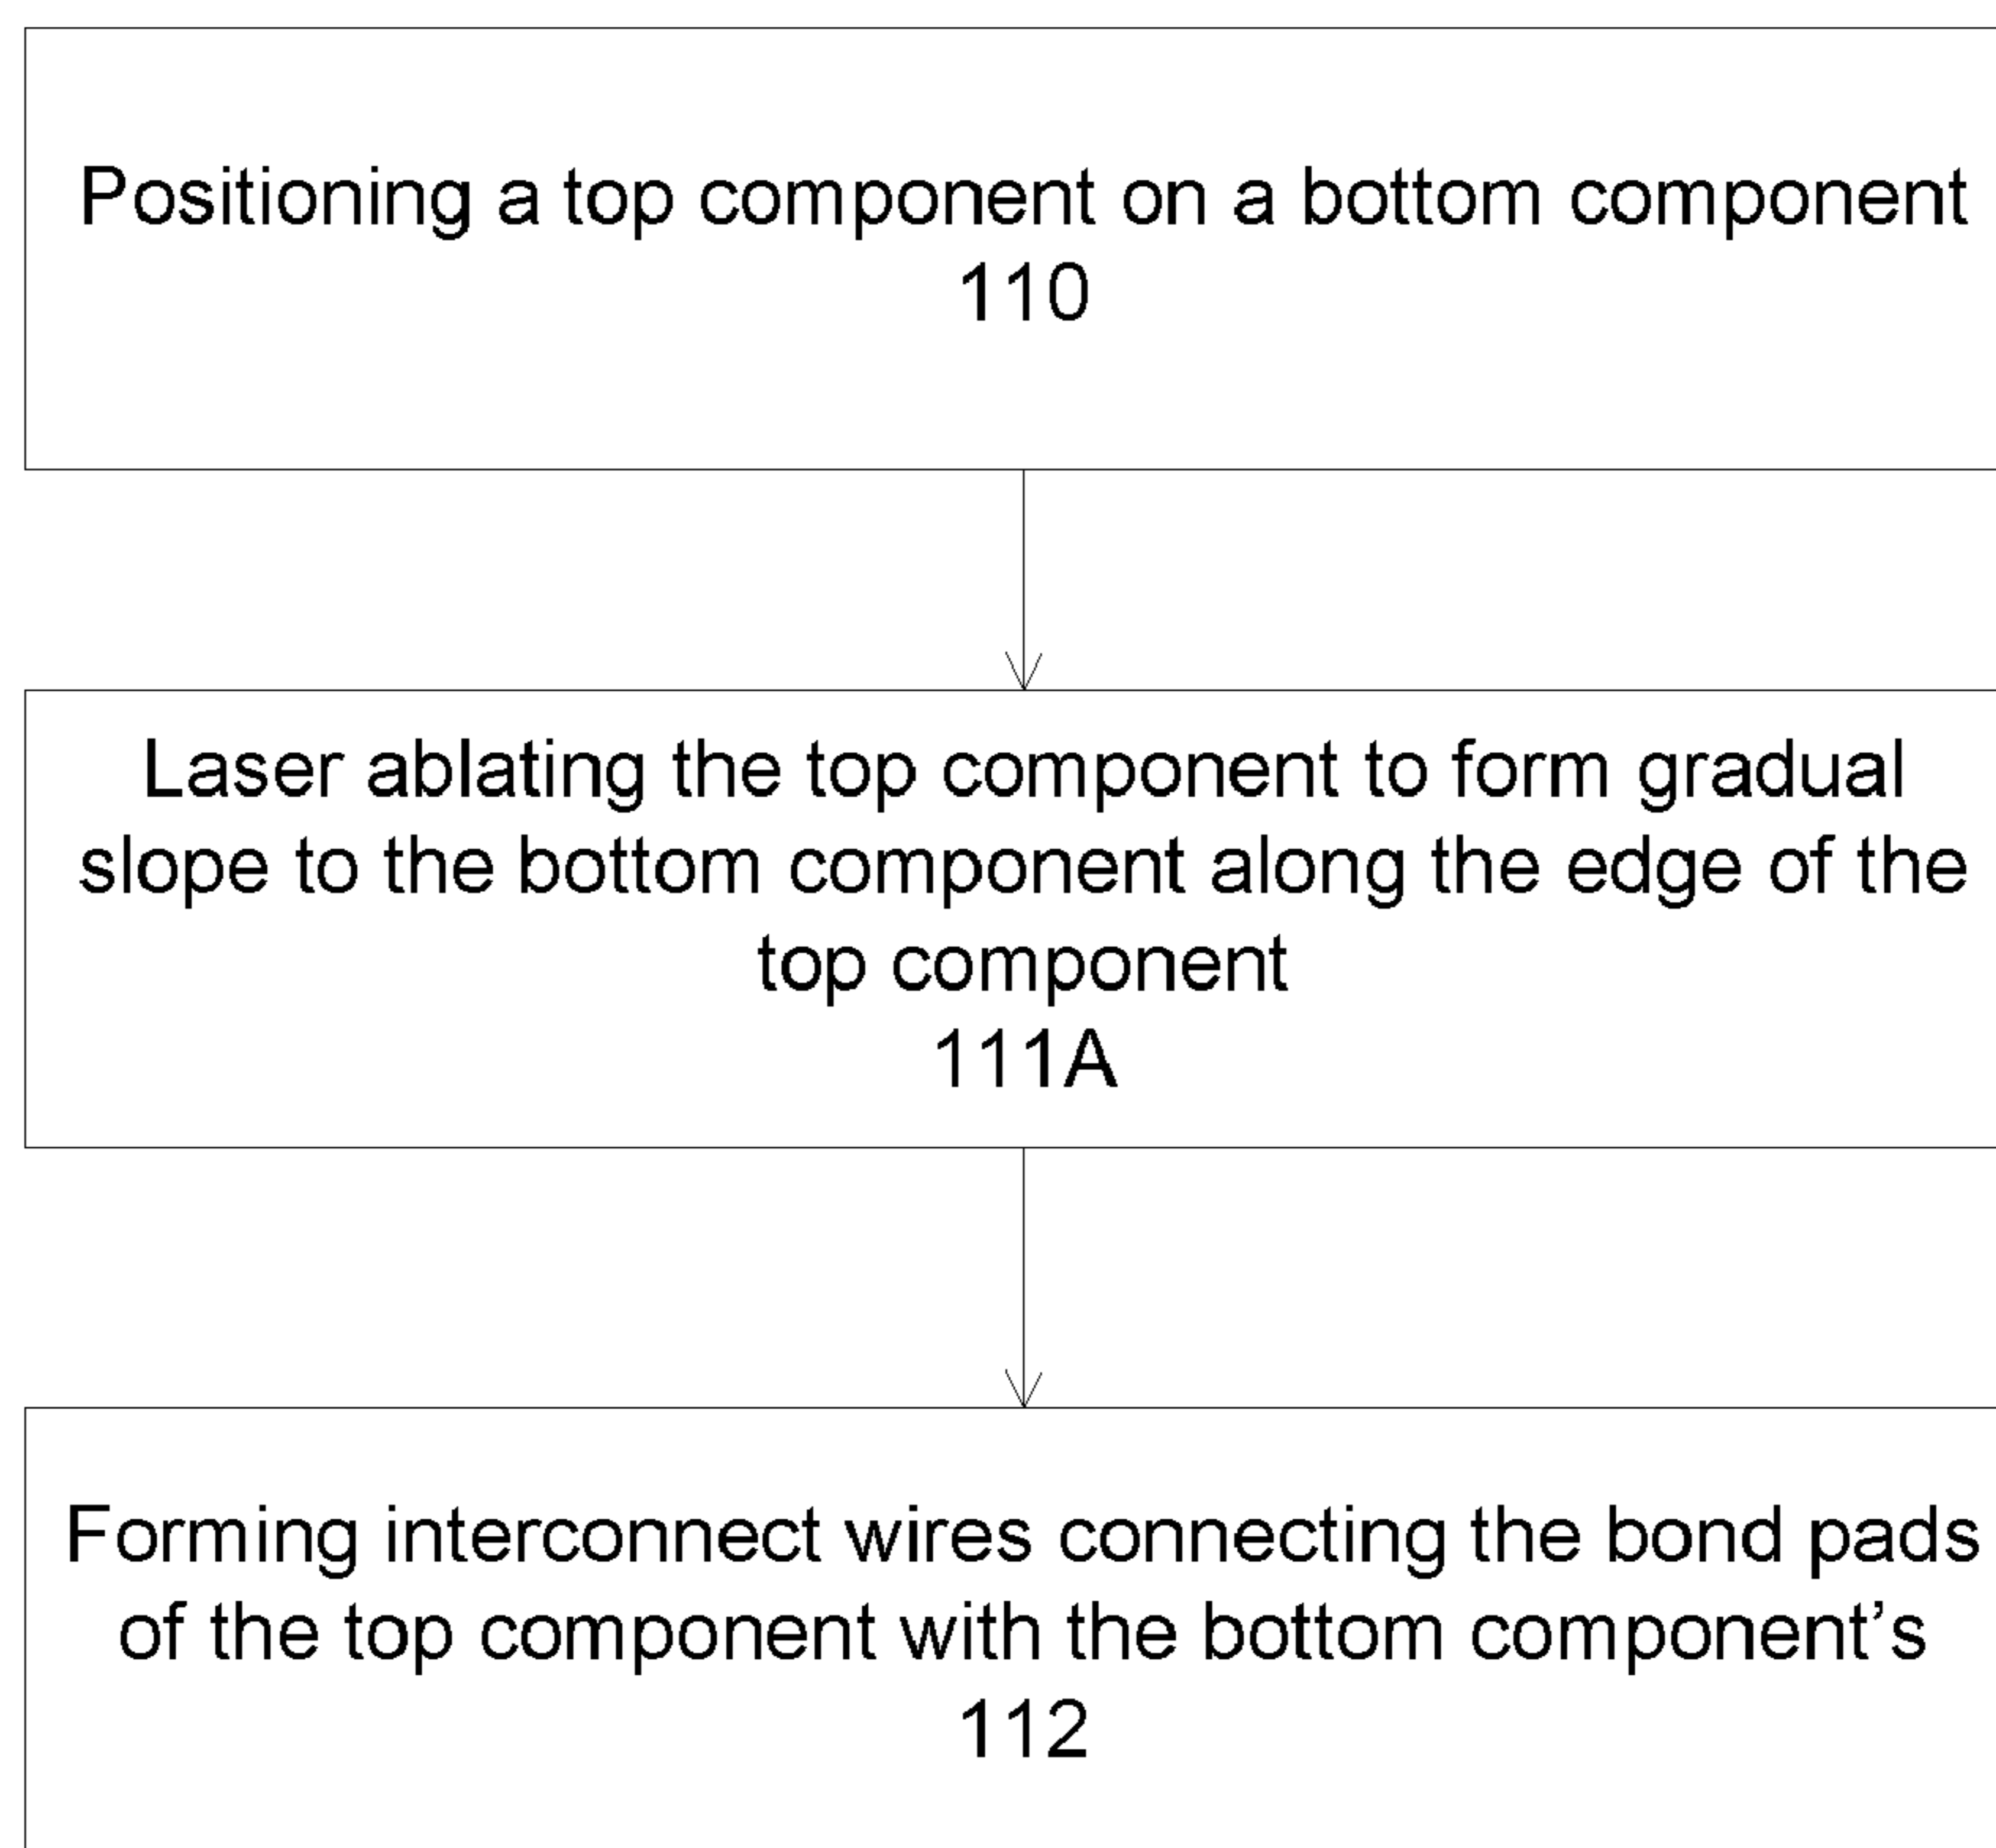 Positioning a top component on a bottom component
110
Laser ablating the top component to form gradual
slope to the bottom component along the edge of the
top component
111A
Forming interconnect wires connecting the bond pads
of the top component with the bottom component’s
112